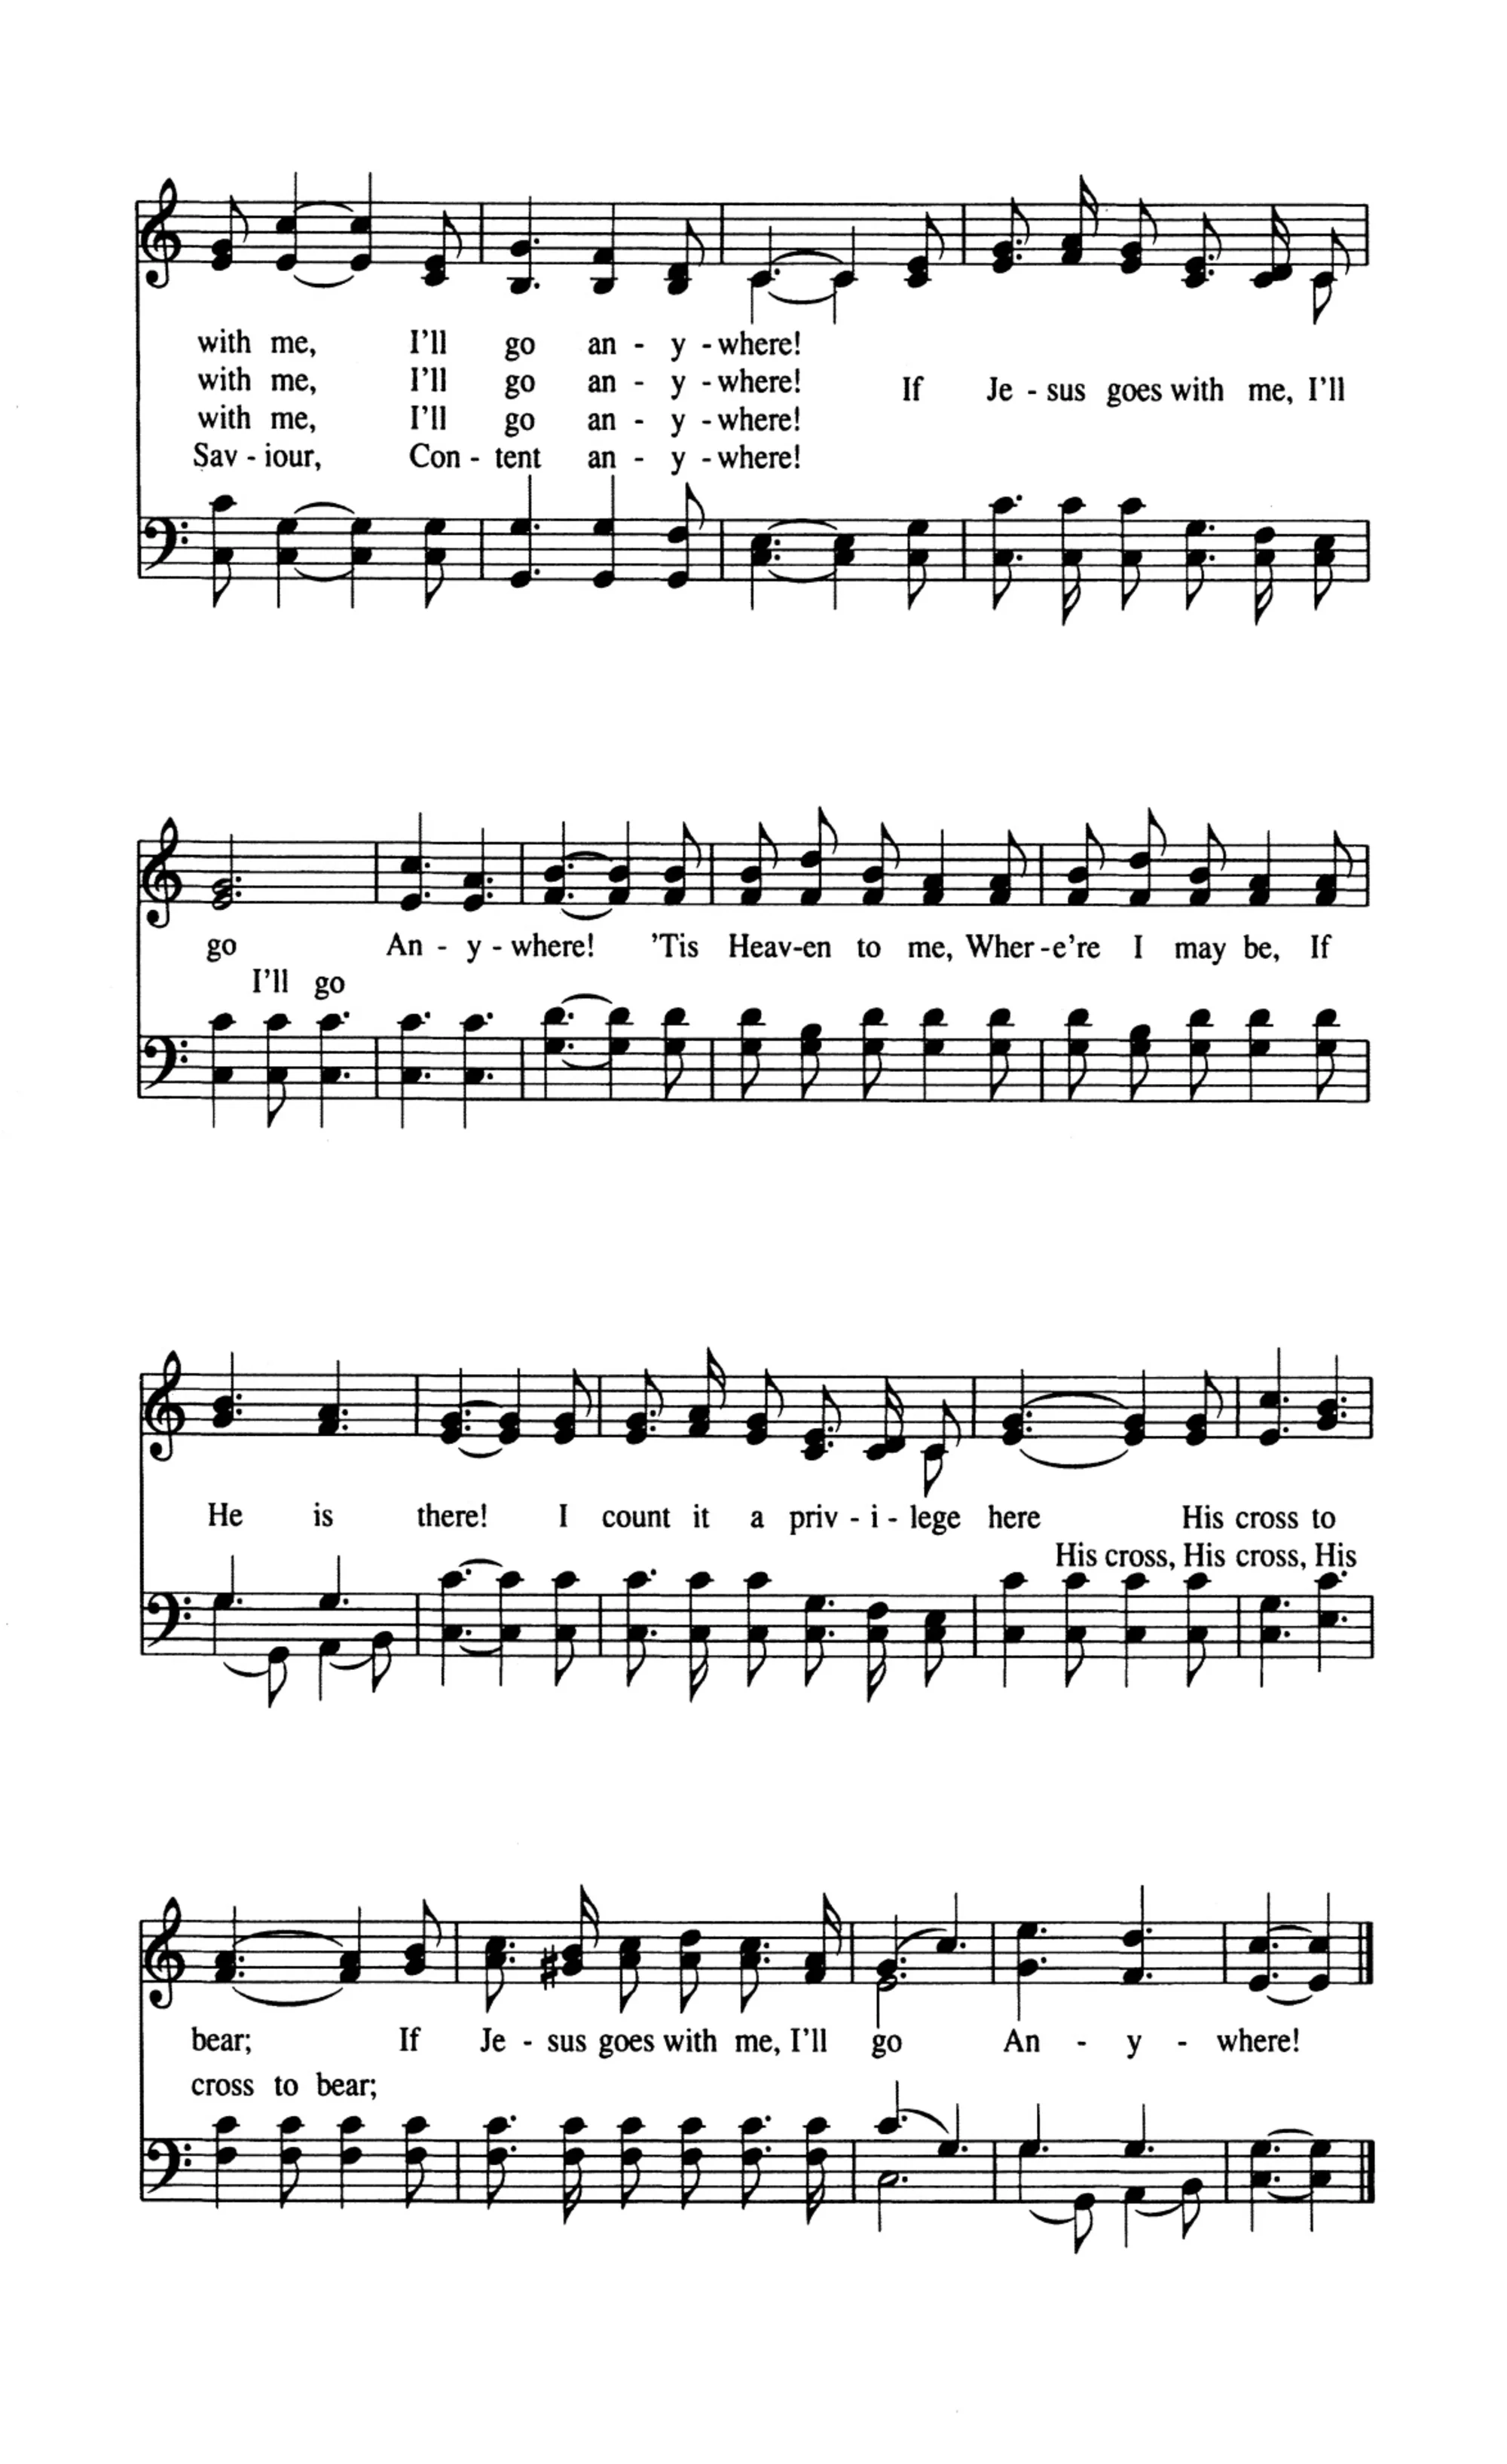 with me, I'll go an - y - where!
with me, I'll go an - y - where! If Je - sus goes with me, I'll
with me, I'll go an - y - where!
Sav - iour, Con - tent an - y - where!
go An - y - where! 'Tis Heav-en to me, Wher-e're I may be, If
I'll go
He is there! I count it a priv - i - lege here His cross to
His cross, His cross, His
bear; If Je - sus goes with me, I'll go An - y - where!
cross to bear;